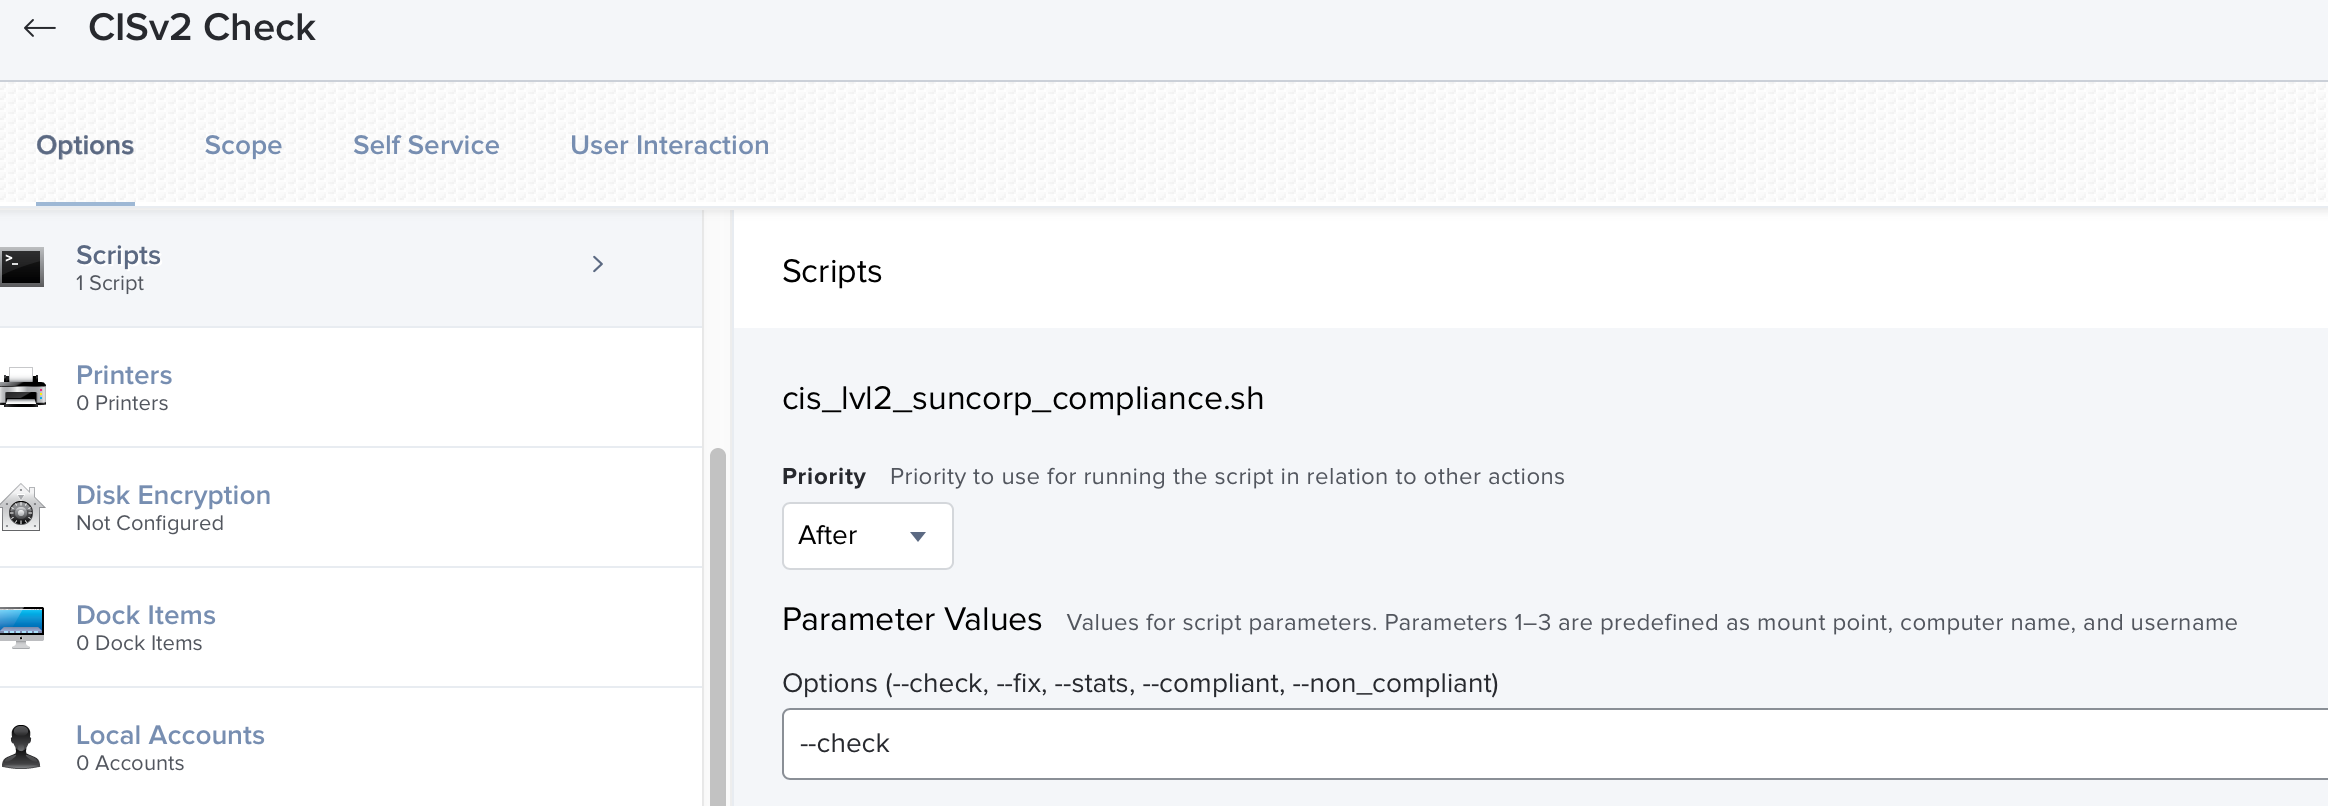 CISv2 Check
Options
Scope
Self Service
User Interaction
Scripts
1 Script
Printers
0 Printers
Disk Encryption
Not Configured
Dock Items
0 Dock Items
Local Accounts
0 Accounts
Scripts
cis_lvl2_suncorp_compliance.sh
Priority Priority to use for running the script in relation to other actions
After
Parameter Values Values for script parameters. Parameters 1–3 are predefined as mount point, computer name, and username
Options (--check, --fix, --stats, --compliant, --non_compliant)
--check